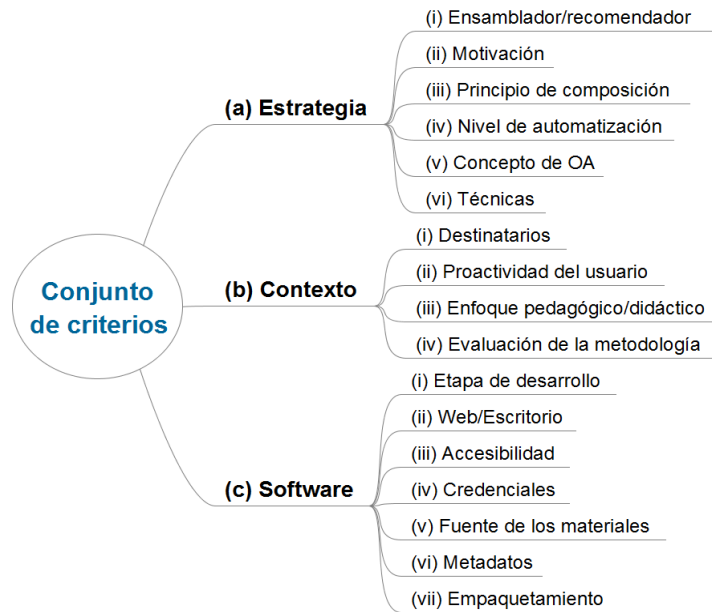 Conjunto
de criterios
(a) Estrategia
(i) Ensamblador/recomendador
(ii) Motivación
(iii) Principio de composición
(iv) Nivel de automatización
(v) Concepto de OA
(vi) Técnicas
(b) Contexto
(i) Destinatarios
(ii) Proactividad del usuario
(iii) Enfoque pedagógico/didáctico
(iv) Evaluación de la metodología
(c) Software
(i) Etapa de desarrollo
(ii) Web/Escritorio
(iii) Accesibilidad
(iv) Credenciales
(v) Fuente de los materiales
(vi) Metadatos
(vii) Empaquetamiento